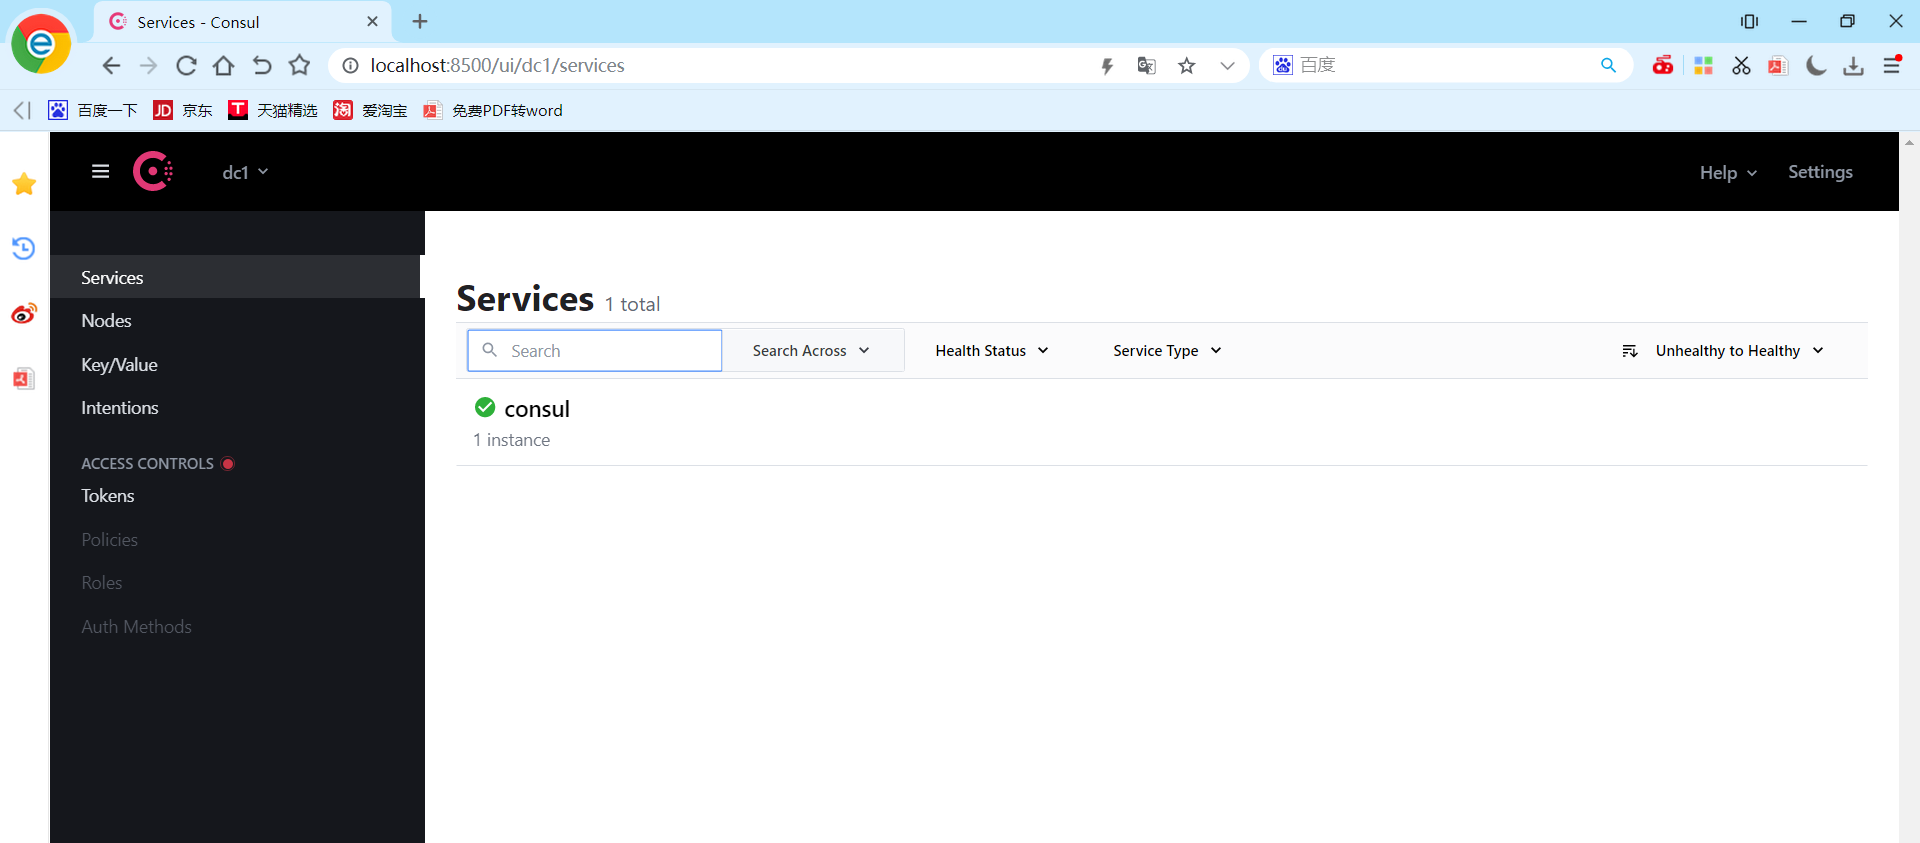 Services - Consul
localhost:8500/ui/dc1/services
百度
百度一下 JD 京东 T 天猫精选 淘 爱淘宝 免费PDF转word
dc1 Help Settings
Services
Nodes
Key/Value
Intentions
ACCESS CONTROLS
Tokens
Policies
Roles
Auth Methods
Services 1 total
Search Search Across Health Status Service Type Unhealthy to Healthy
consul
1 instance